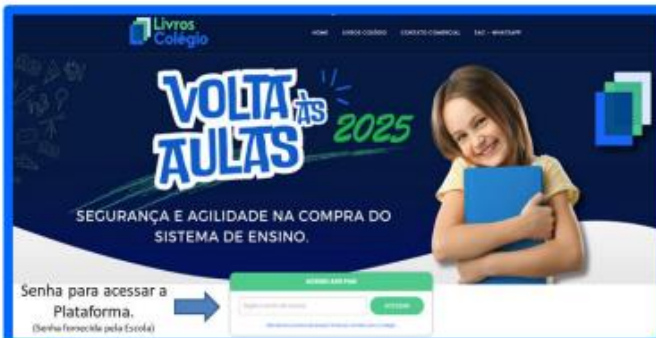 Livros
Colégio
HOME LIVROS COLÉGIO CONTATO COMERCIAL SAC - WHATSAPP
VOLTA ÀS
AULAS 2025
SEGURANÇA E AGILIDADE NA COMPRA DO
SISTEMA DE ENSINO.
ACESSO AOS PAIS
Senha para acessar a
Plataforma.
(Senha fornecida pela Escola)
ACESSAR